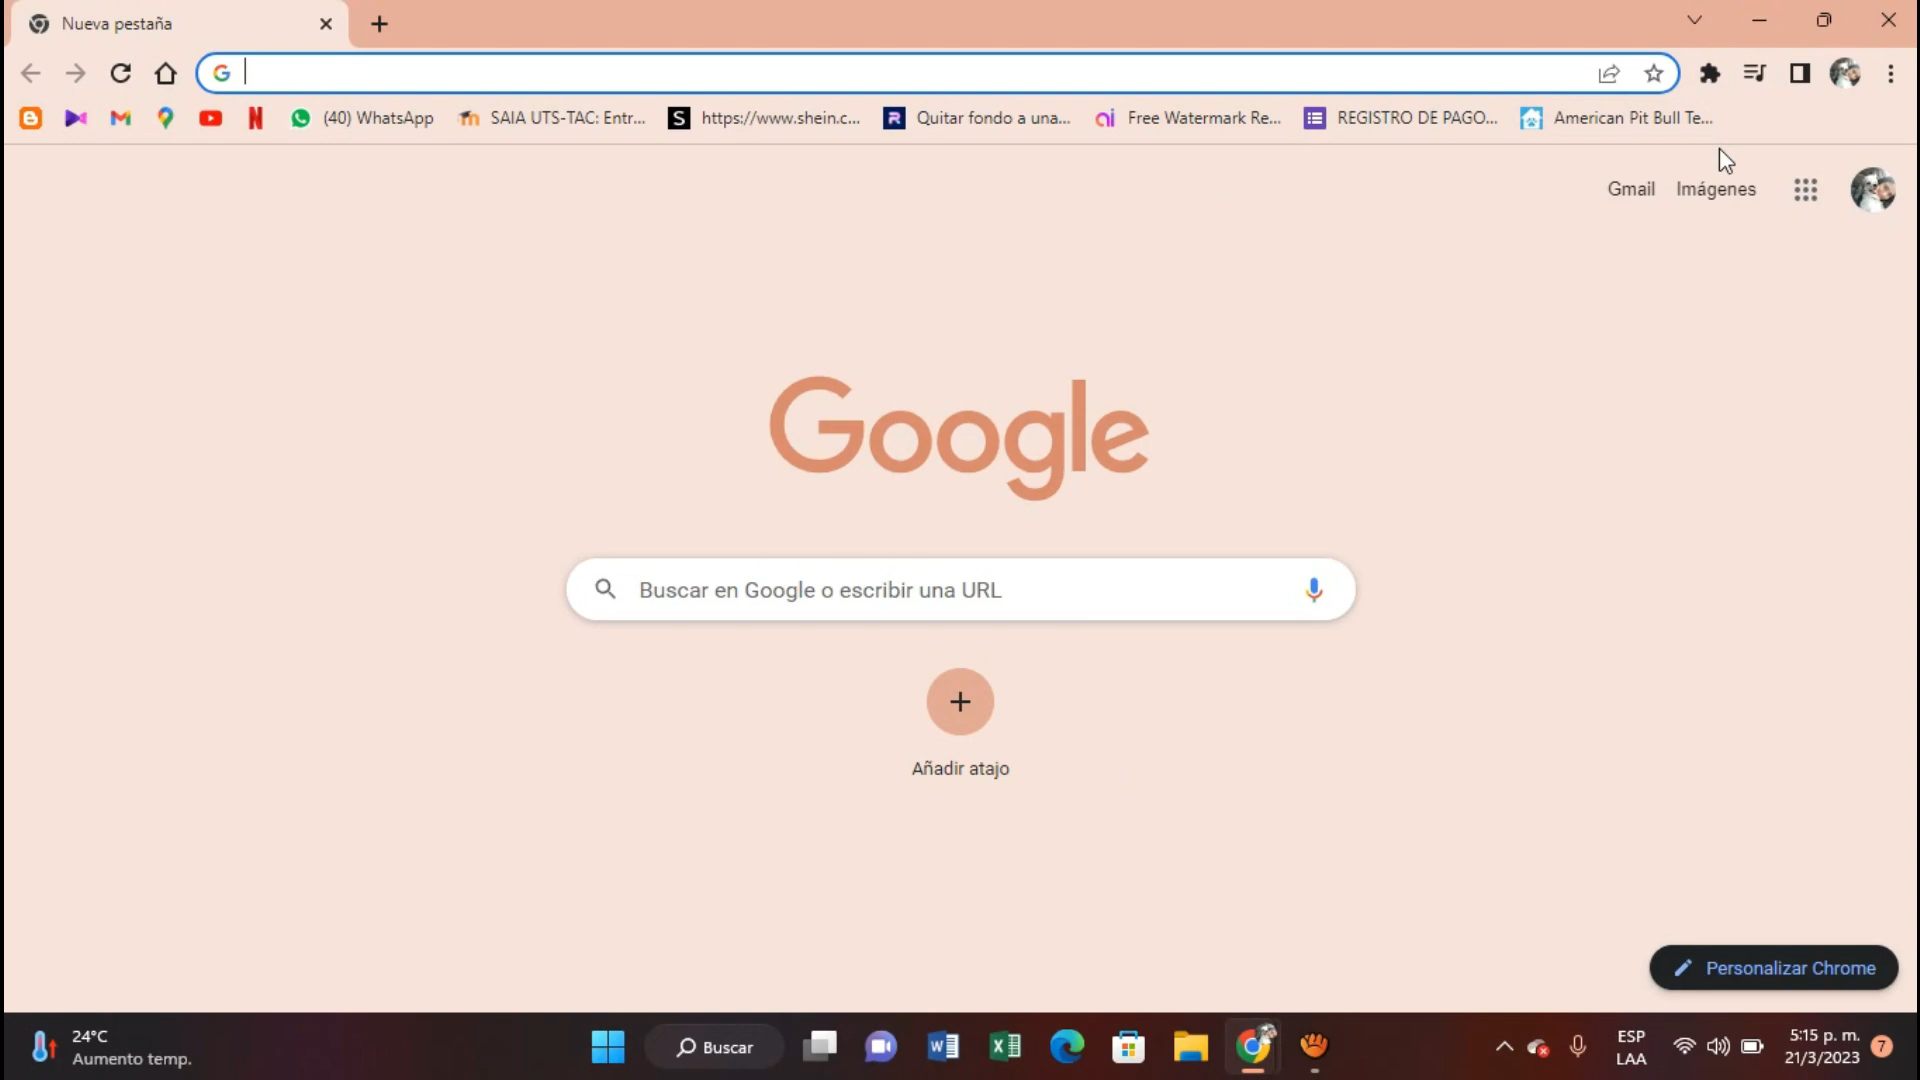 Nueva pestaña
(40) WhatsApp
SAIA UTS-TAC: Entr...
https://www.shein.c...
Quitar fondo a una...
Free Watermark Re...
REGISTRO DE PAGO...
American Pit Bull Te...
Gmail
Imágenes
Google
Buscar en Google o escribir una URL
Añadir atajo
Personalizar Chrome
24°C
Aumento temp.
Buscar
ESP
LAA
5:15 p. m.
21/3/2023
7